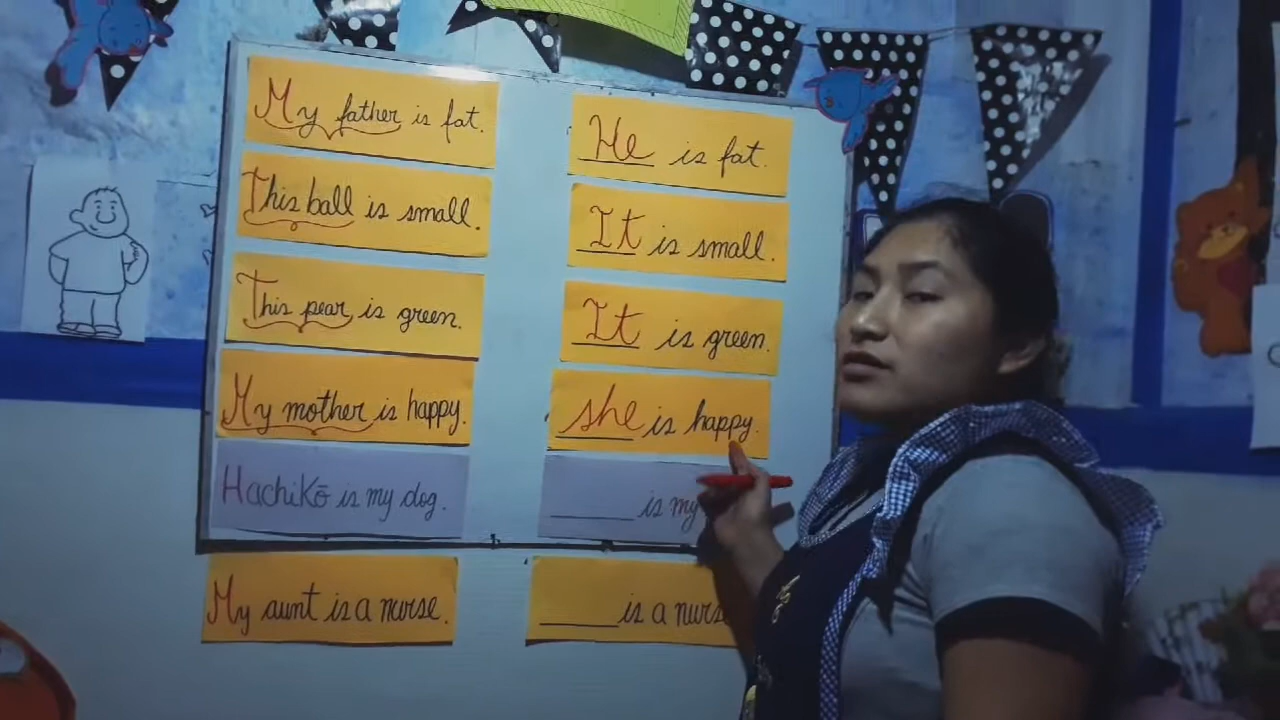 My father is fat.
He is fat.
This ball is small.
It is small.
This pear is green.
It is green.
My mother is happy.
she is happy.
Hachikō is my dog.
______ is my
My aunt is a nurse.
______ is a nurs